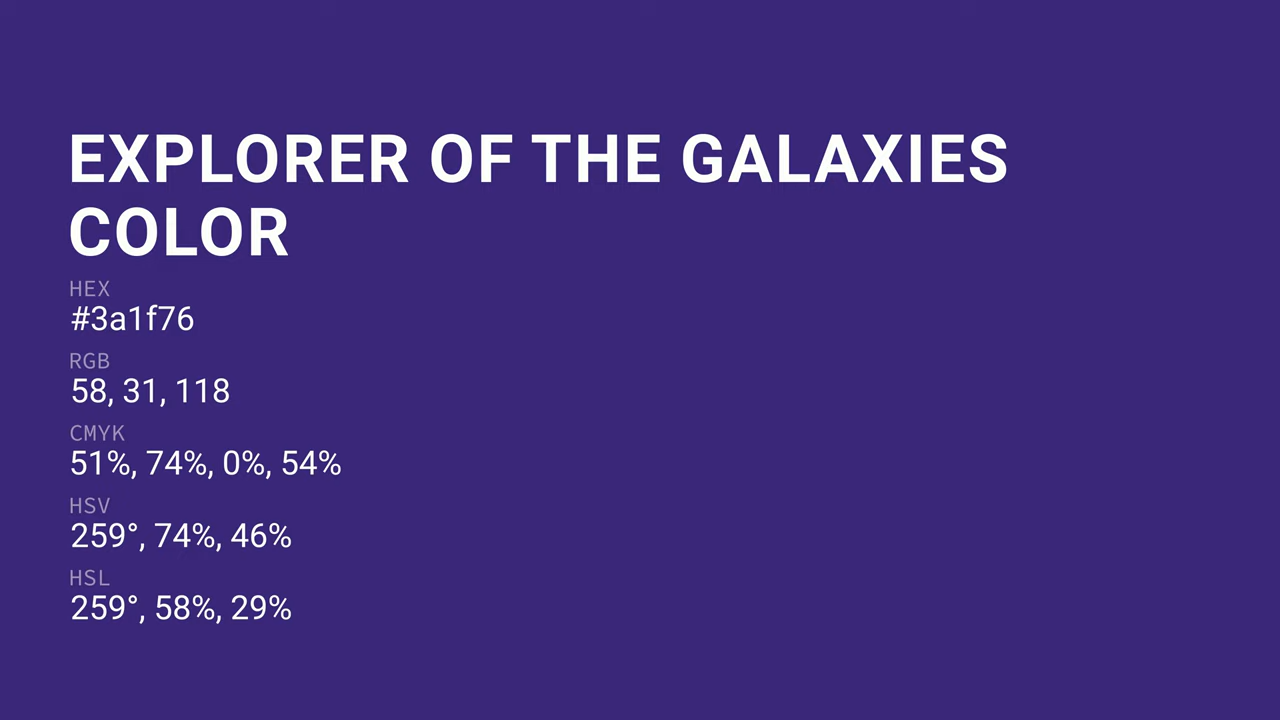 EXPLORER OF THE GALAXIES
COLOR
HEX
#3a1f76
RGB
58, 31, 118
CMYK
51%, 74%, 0%, 54%
HSV
259°, 74%, 46%
HSL
259°, 58%, 29%